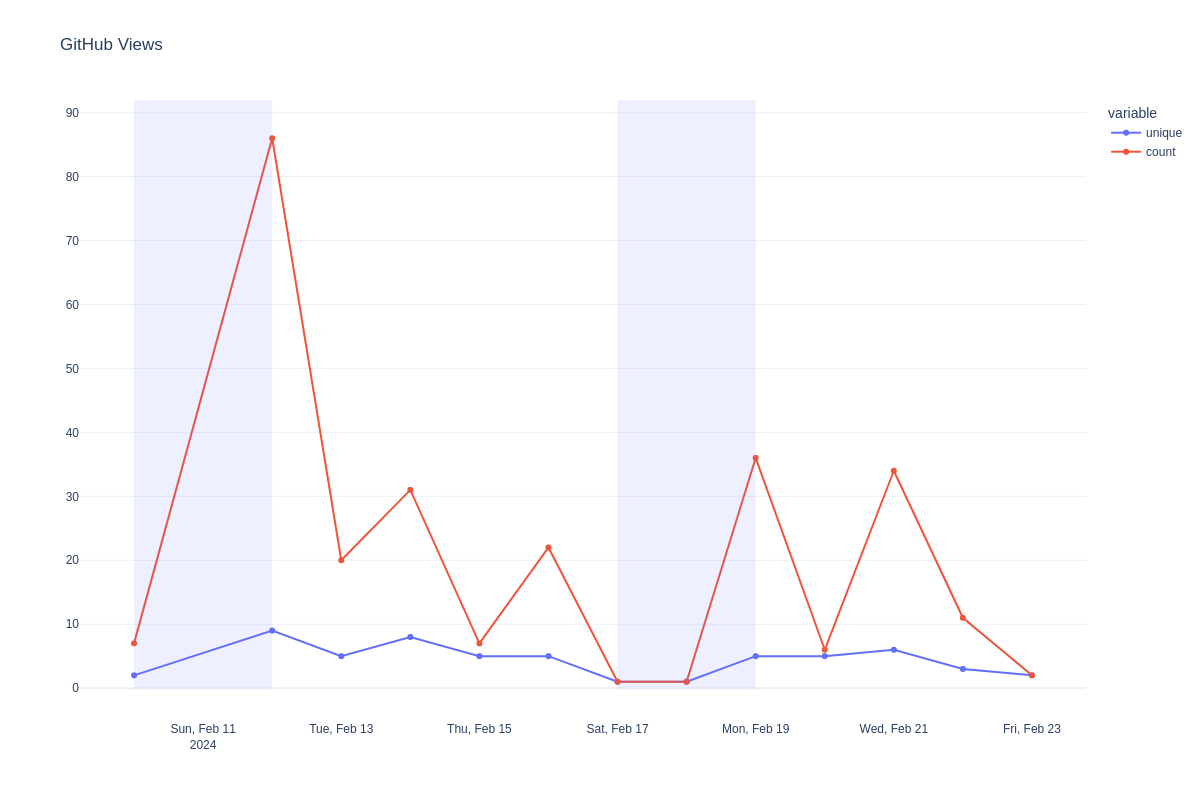 GitHub Views
90
80
70
60
50
40
30
20
10
0
Sun, Feb 11
2024
Tue, Feb 13
Thu, Feb 15
Sat, Feb 17
Mon, Feb 19
Wed, Feb 21
Fri, Feb 23
variable
unique
count